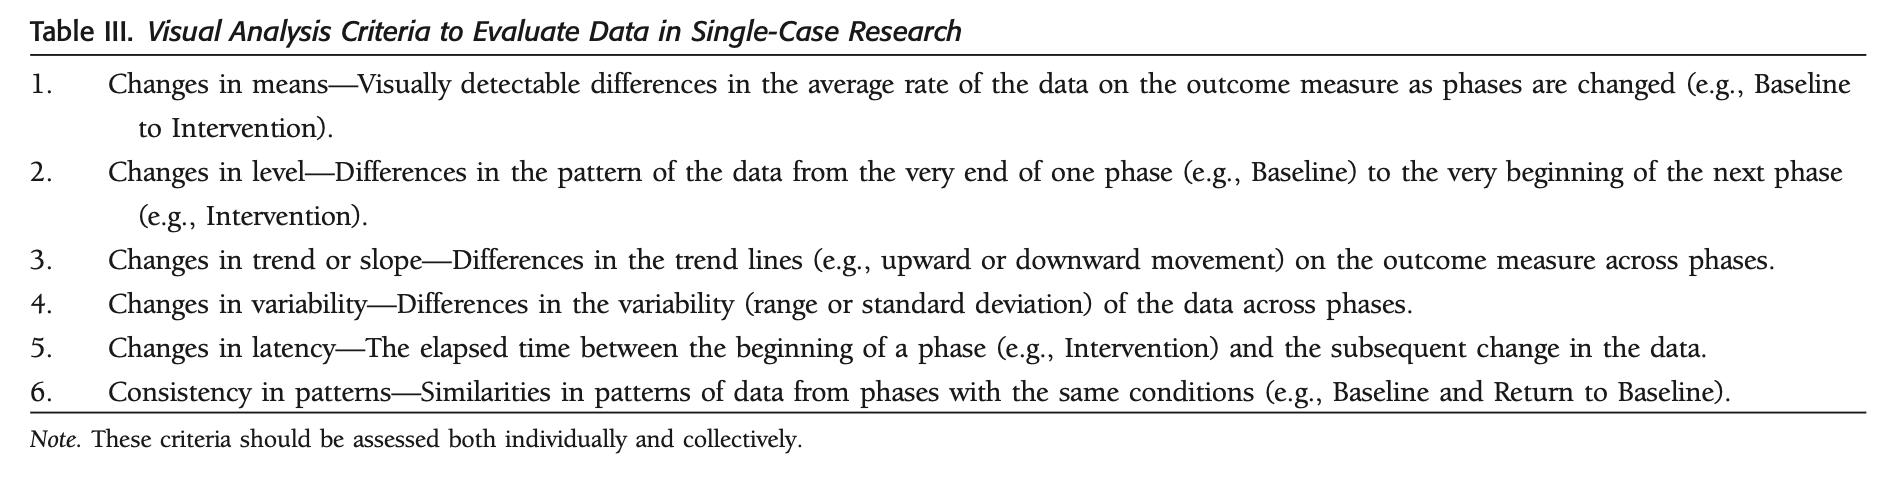 Table III. Visual Analysis Criteria to Evaluate Data in Single-Case Research
1. Changes in means—Visually detectable differences in the average rate of the data on the outcome measure as phases are changed (e.g., Baseline
to Intervention).
2. Changes in level—Differences in the pattern of the data from the very end of one phase (e.g., Baseline) to the very beginning of the next phase
(e.g., Intervention).
3. Changes in trend or slope—Differences in the trend lines (e.g., upward or downward movement) on the outcome measure across phases.
4. Changes in variability—Differences in the variability (range or standard deviation) of the data across phases.
5. Changes in latency—The elapsed time between the beginning of a phase (e.g., Intervention) and the subsequent change in the data.
6. Consistency in patterns—Similarities in patterns of data from phases with the same conditions (e.g., Baseline and Return to Baseline).
Note. These criteria should be assessed both individually and collectively.